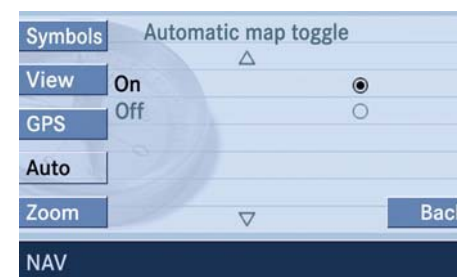 Symbols
Automatic map toggle
View
On
GPS
Off
Auto
Zoom
Bac
NAV